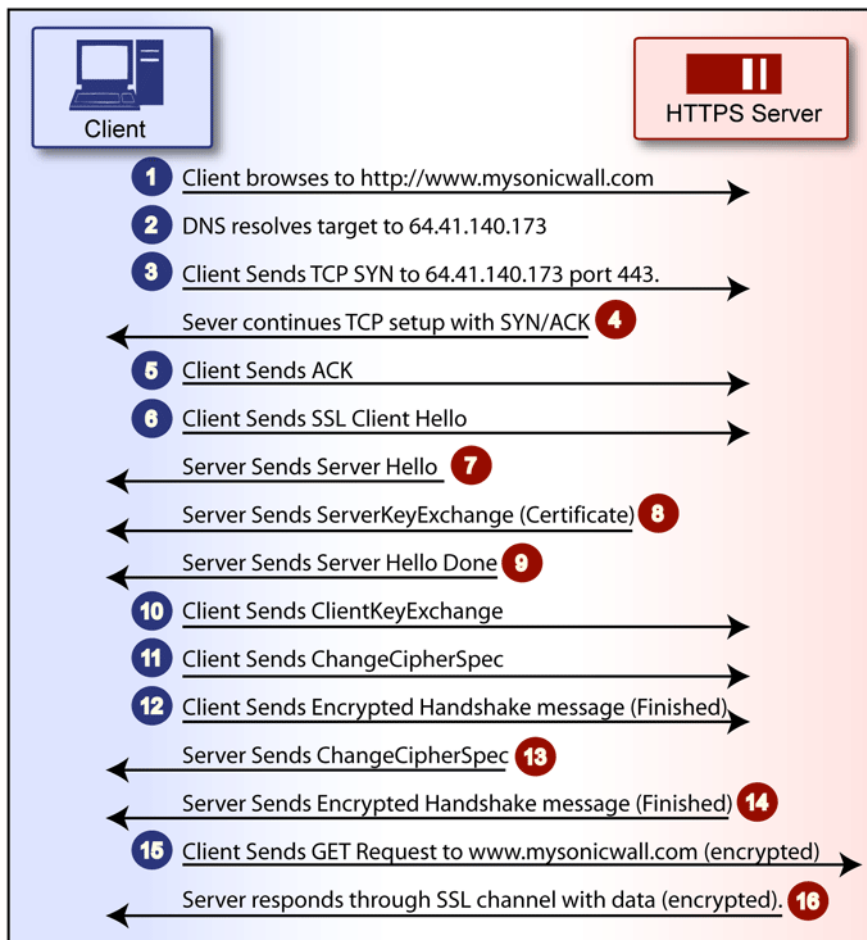 Client
HTTPS Server
1 Client browses to http://www.mysonicwall.com
2 DNS resolves target to 64.41.140.173
3 Client Sends TCP SYN to 64.41.140.173 port 443.
Sever continues TCP setup with SYN/ACK 4
5 Client Sends ACK
6 Client Sends SSL Client Hello
Server Sends Server Hello 7
Server Sends ServerKeyExchange (Certificate) 8
Server Sends Server Hello Done 9
10 Client Sends ClientKeyExchange
11 Client Sends ChangeCipherSpec
12 Client Sends Encrypted Handshake message (Finished)
Server Sends ChangeCipherSpec 13
Server Sends Encrypted Handshake message (Finished) 14
15 Client Sends GET Request to www.mysonicwall.com (encrypted)
Server responds through SSL channel with data (encrypted). 16